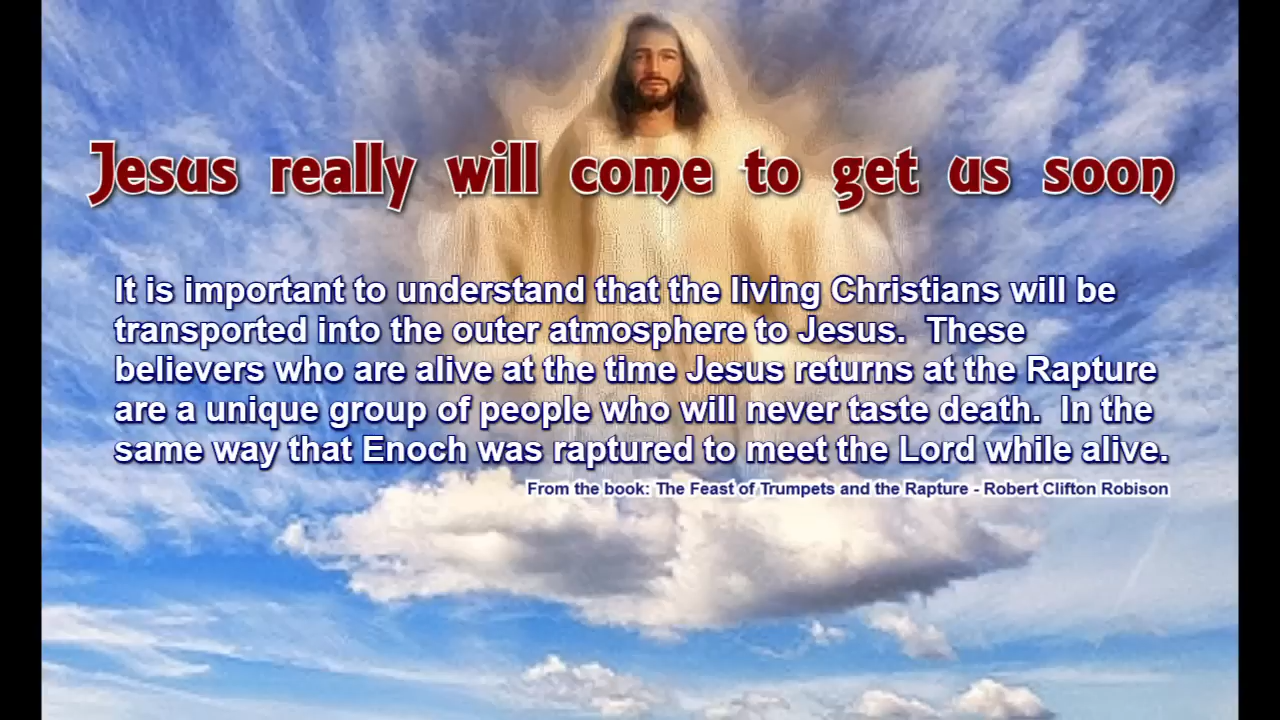 Jesus really will come to get us soon
It is important to understand that the living Christians will be
transported into the outer atmosphere to Jesus.  These
believers who are alive at the time Jesus returns at the Rapture
are a unique group of people who will never taste death.  In the
same way that Enoch was raptured to meet the Lord while alive.
From the book: The Feast of Trumpets and the Rapture - Robert Clifton Robison